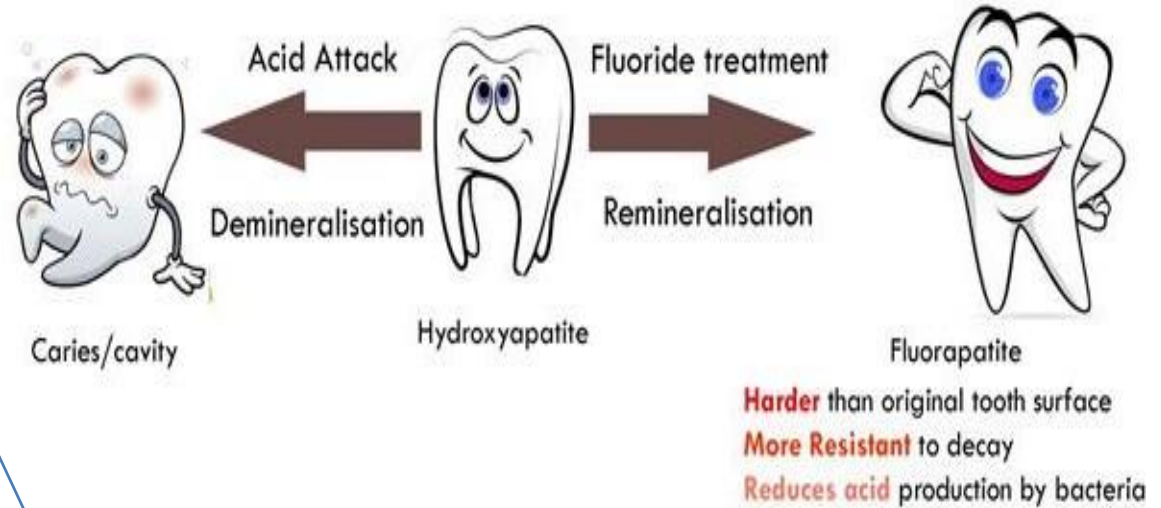 Acid Attack
Demineralisation
Fluoride treatment
Remineralisation
Caries/cavity
Hydroxyapatite
Fluorapatite
Harder than original tooth surface
More Resistant to decay
Reduces acid production by bacteria